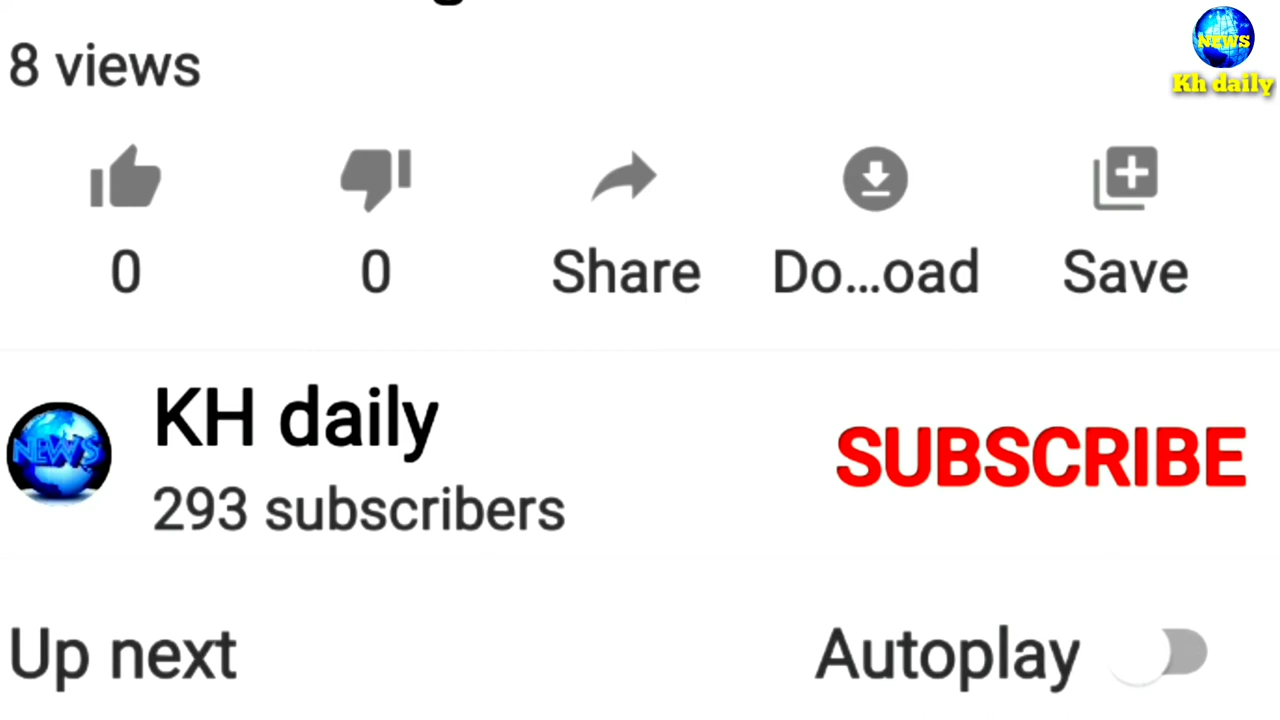 8 views
NEWS
Kh daily
0 0 Share Do...oad Save
NEWS
KH daily
293 subscribers
SUBSCRIBE
Up next Autoplay